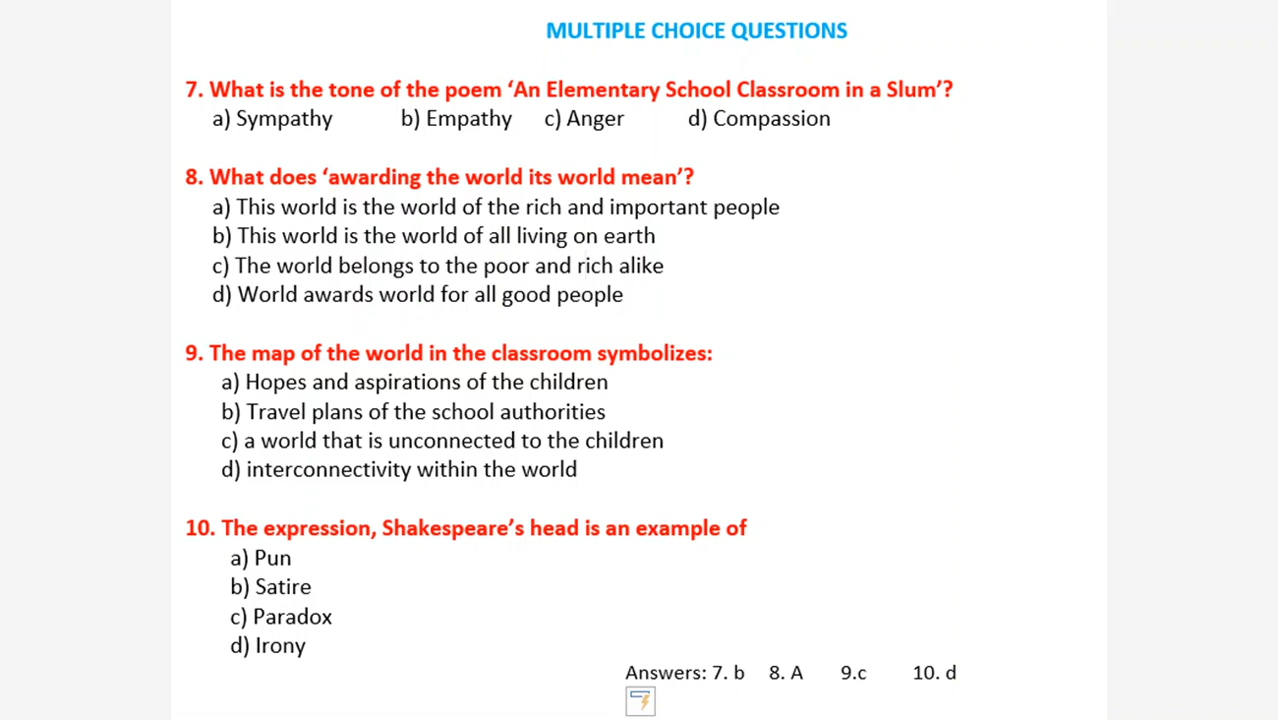 MULTIPLE CHOICE QUESTIONS
7. What is the tone of the poem ‘An Elementary School Classroom in a Slum’?
a) Sympathy b) Empathy c) Anger d) Compassion
8. What does ‘awarding the world its world mean’?
a) This world is the world of the rich and important people
b) This world is the world of all living on earth
c) The world belongs to the poor and rich alike
d) World awards world for all good people
9. The map of the world in the classroom symbolizes:
a) Hopes and aspirations of the children
b) Travel plans of the school authorities
c) a world that is unconnected to the children
d) interconnectivity within the world
10. The expression, Shakespeare’s head is an example of
a) Pun
b) Satire
c) Paradox
d) Irony
Answers: 7. b 8. A 9.c 10. d